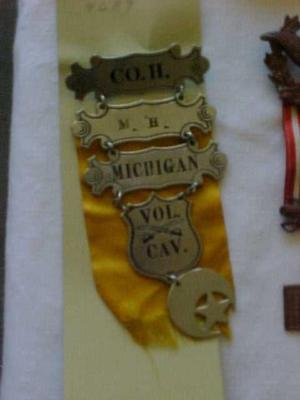 CO. H.
M. H.
MICHIGAN
VOL.
CAV.